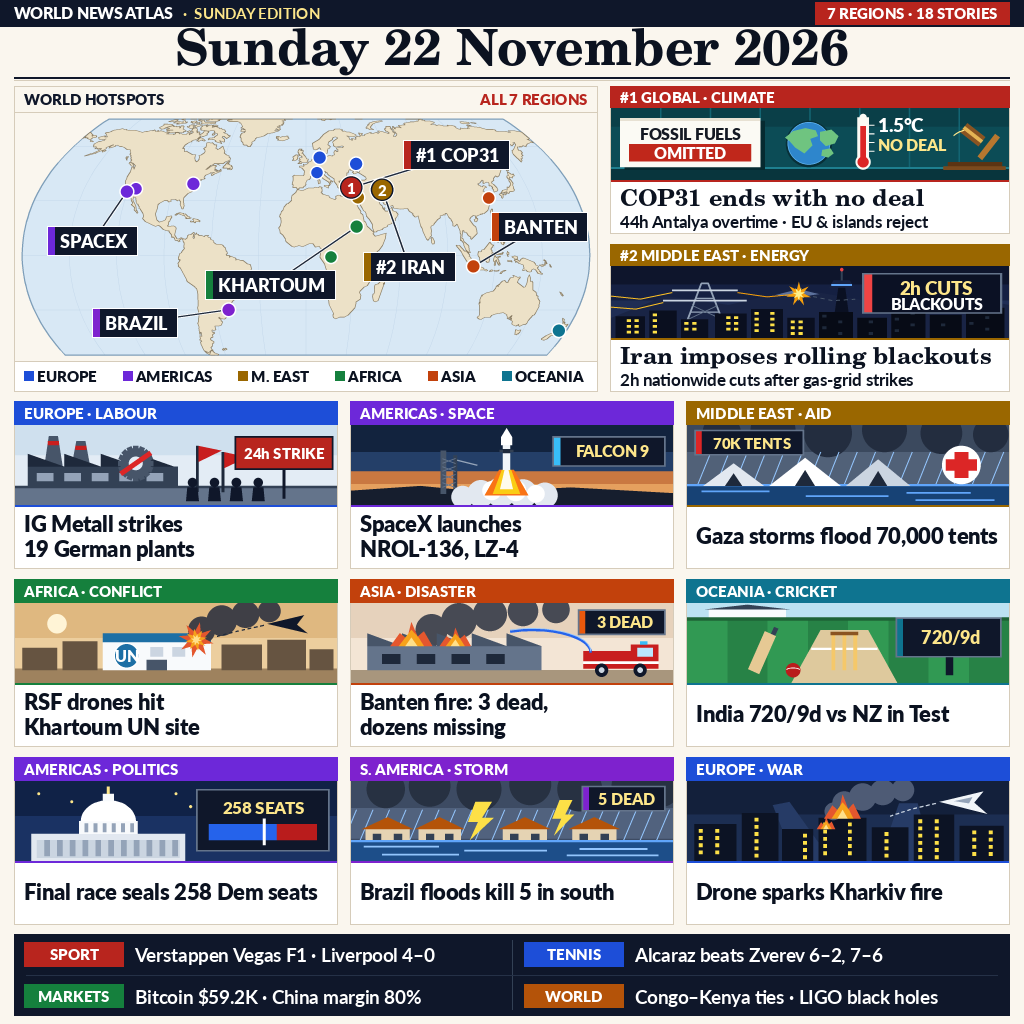 WORLD NEWS ATLAS · SUNDAY EDITION
7 REGIONS · 18 STORIES
Sunday 22 November 2026
WORLD HOTSPOTS
ALL 7 REGIONS
#1 COP31
1
2
SPACEX
BANTEN
KHARTOUM
#2 IRAN
BRAZIL
EUROPE
AMERICAS
M. EAST
AFRICA
ASIA
OCEANIA
#1 GLOBAL · CLIMATE
FOSSIL FUELS
OMITTED
1.5°C
NO DEAL
COP31 ends with no deal
44h Antalya overtime · EU & islands reject
#2 MIDDLE EAST · ENERGY
2h CUTS
BLACKOUTS
Iran imposes rolling blackouts
2h nationwide cuts after gas-grid strikes
EUROPE · LABOUR
24h STRIKE
IG Metall strikes
19 German plants
AMERICAS · SPACE
FALCON 9
SpaceX launches
NROL-136, LZ-4
MIDDLE EAST · AID
70K TENTS
Gaza storms flood 70,000 tents
AFRICA · CONFLICT
UN
RSF drones hit
Khartoum UN site
ASIA · DISASTER
3 DEAD
Banten fire: 3 dead,
dozens missing
OCEANIA · CRICKET
720/9d
India 720/9d vs NZ in Test
AMERICAS · POLITICS
258 SEATS
Final race seals 258 Dem seats
S. AMERICA · STORM
5 DEAD
Brazil floods kill 5 in south
EUROPE · WAR
Drone sparks Kharkiv fire
SPORT
Verstappen Vegas F1 · Liverpool 4–0
TENNIS
Alcaraz beats Zverev 6–2, 7–6
MARKETS
Bitcoin $59.2K · China margin 80%
WORLD
Congo–Kenya ties · LIGO black holes